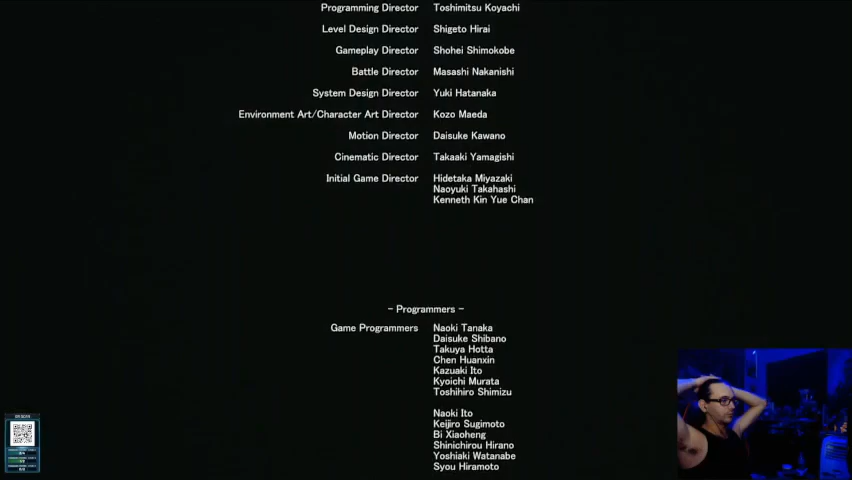 Programming Director Toshimitsu Koyachi
Level Design Director Shigeto Hirai
Gameplay Director Shohei Shimokobe
Battle Director Masashi Nakanishi
System Design Director Yuki Hatanaka
Environment Art/Character Art Director Kozo Maeda
Motion Director Daisuke Kawano
Cinematic Director Takaaki Yamagishi
Initial Game Director Hidetaka Miyazaki
Naoyuki Takahashi
Kenneth Kin Yue Chan
- Programmers -
Game Programmers Naoki Tanaka
Daisuke Shibano
Takuya Hotta
Chen Huanxin
Kazuaki Ito
Kyoichi Murata
Toshihiro Shimizu
Naoki Ito
Keijiro Sugimoto
Bi Xiaoheng
Shinichirou Hirano
Yoshiaki Watanabe
Syou Hiramoto